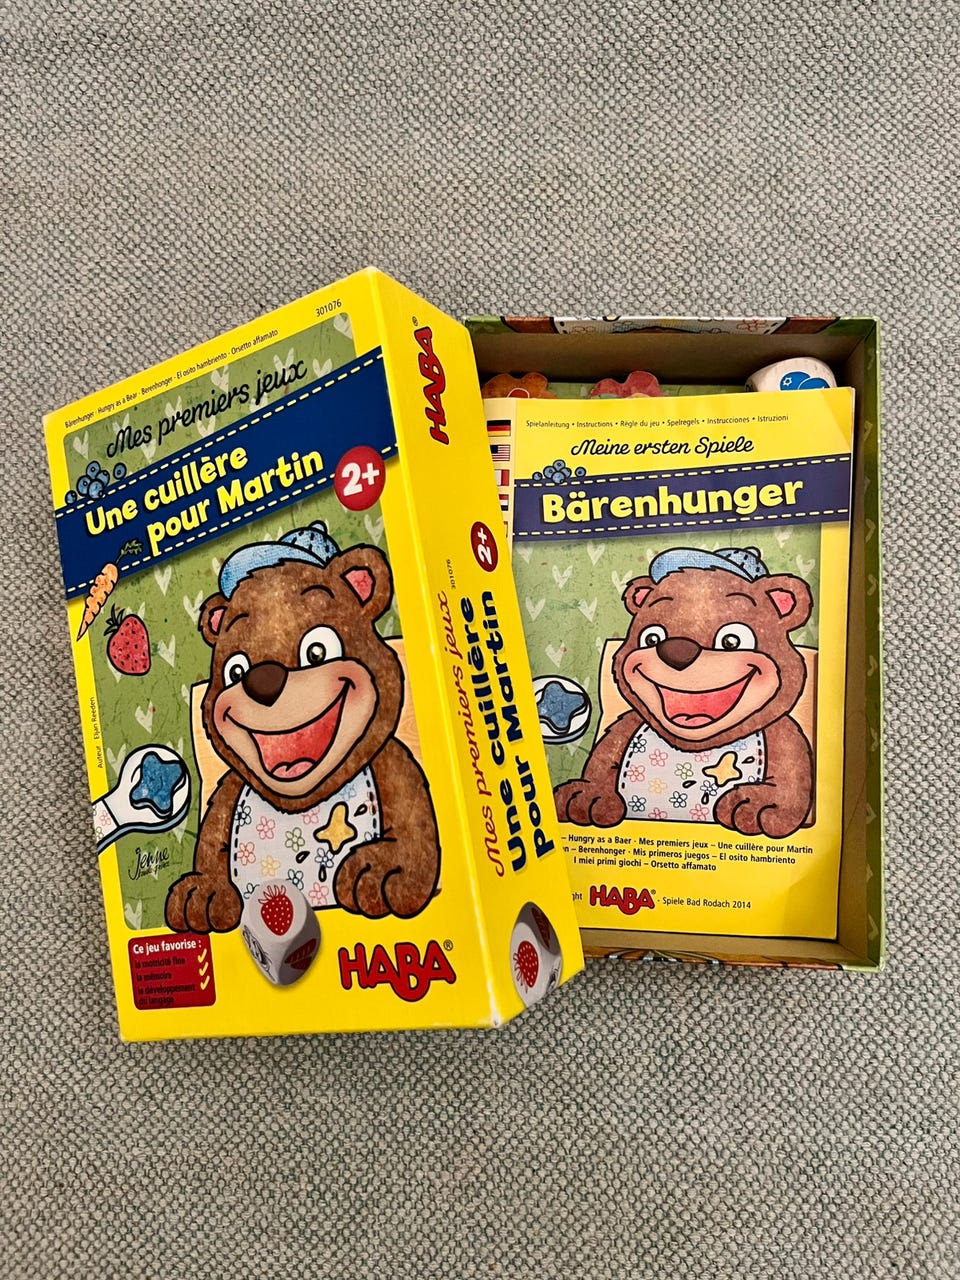 Bärenhunger · Hungry as a Bear · Berenhonger · El osito hambriento · Orsetto affamato
301076
Mes premiers jeux
Une cuillère
pour Martin
2+
Auteur: Eljan Reeden
Jenne
Ce jeu favorise :
la motricité fine
la mémoire
le développement
du langage
HABA®
HABA®
2+
301076
Mes premiers jeux
Une cuillère
pour Martin
Spielanleitung • Instructions • Règle du jeu • Spelregels • Instrucciones • Istruzioni
Meine ersten Spiele
Bärenhunger
– Hungry as a Baer · Mes premiers jeux – Une cuillère pour Martin
– Berenhonger · Mis primeros juegos – El osito hambriento
I miei primi giochi – Orsetto affamato
HABA® - Spiele Bad Rodach 2014